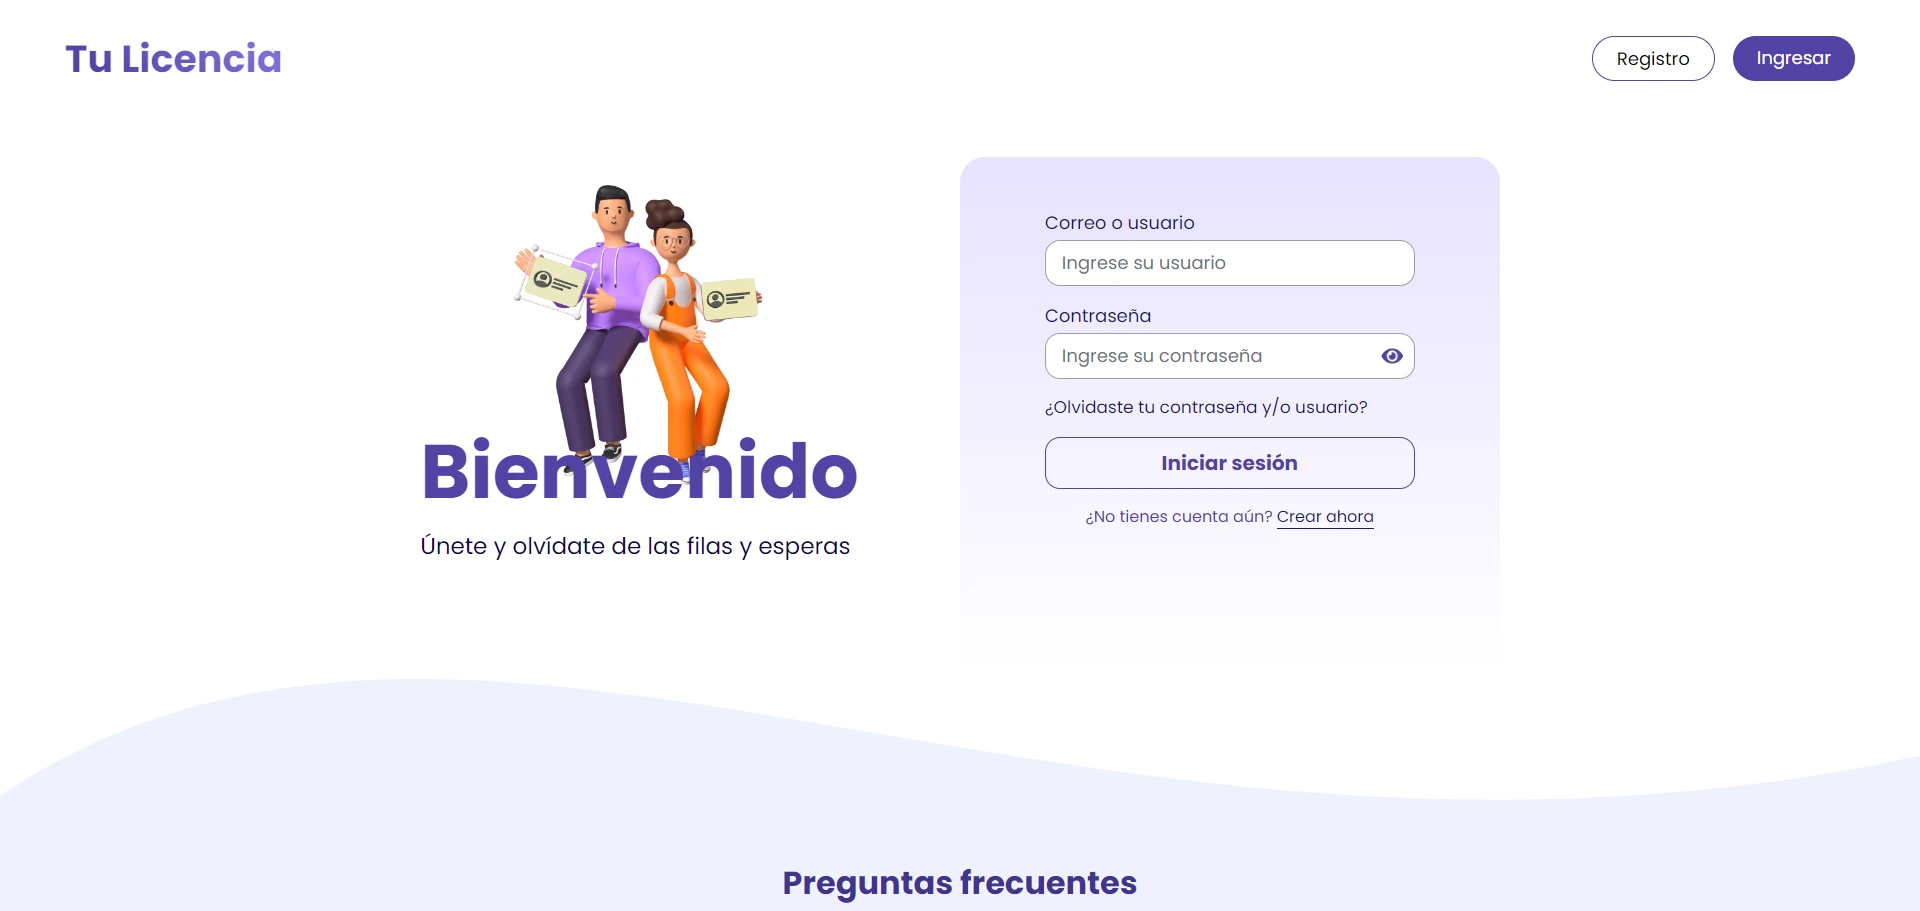 Tu Licencia
Registro
Ingresar
Bienvenido
Únete y olvídate de las filas y esperas
Correo o usuario
Ingrese su usuario
Contraseña
Ingrese su contraseña
¿Olvidaste tu contraseña y/o usuario?
Iniciar sesión
¿No tienes cuenta aún? Crear ahora
Preguntas frecuentes